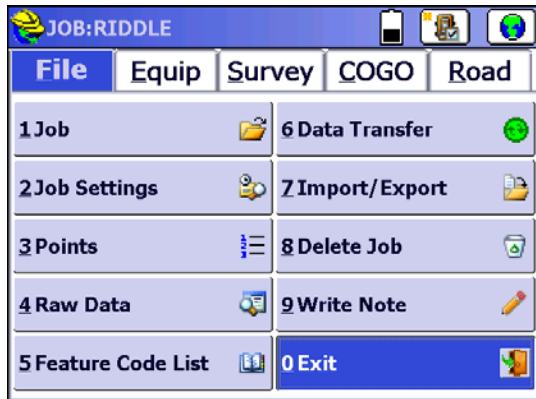 JOB:RIDDLE
File Equip Survey COGO Road
1 Job
2 Job Settings
3 Points
4 Raw Data
5 Feature Code List
6 Data Transfer
7 Import/Export
8 Delete Job
9 Write Note
0 Exit